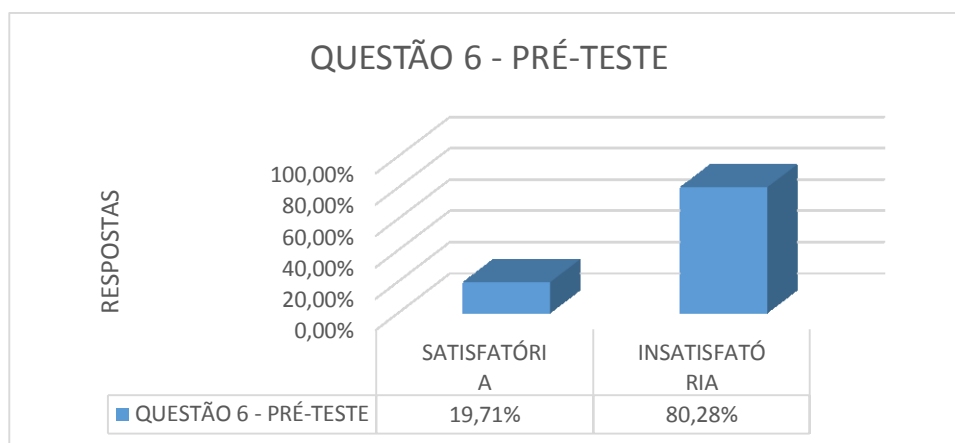 QUESTÃO 6 - PRÉ-TESTE
RESPOSTAS
100,00%
80,00%
60,00%
40,00%
20,00%
0,00%
SATISFATÓRI
A
INSATISFATÓ
RIA
QUESTÃO 6 - PRÉ-TESTE 19,71% 80,28%